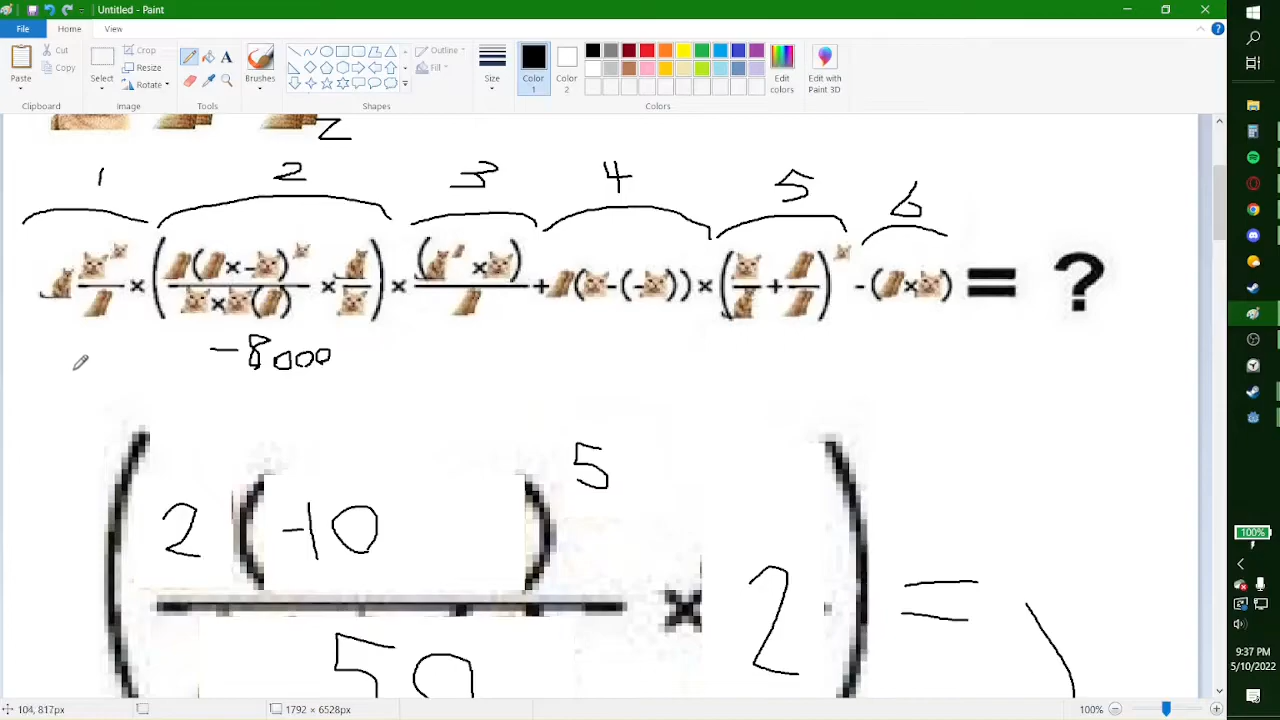 Untitled - Paint
File Home View
Paste
Cut
Copy
Clipboard
Select
Crop
Resize
Rotate
Image
A
Tools
Brushes
Outline
Fill
Shapes
Size
Color 1
Color 2
Edit colors
Edit with Paint 3D
Colors
2
1 2 3 4 5 6
× ( ( × - ) × ) × ( × ) + ( - ( - ) ) × ( + ) - ( × ) = ?
× ( )
-8000
( 2 ( -10 ) 5
× 2 ) =
50
100%
9:37 PM
5/10/2022
104, 817px
1792 × 6528px
100%